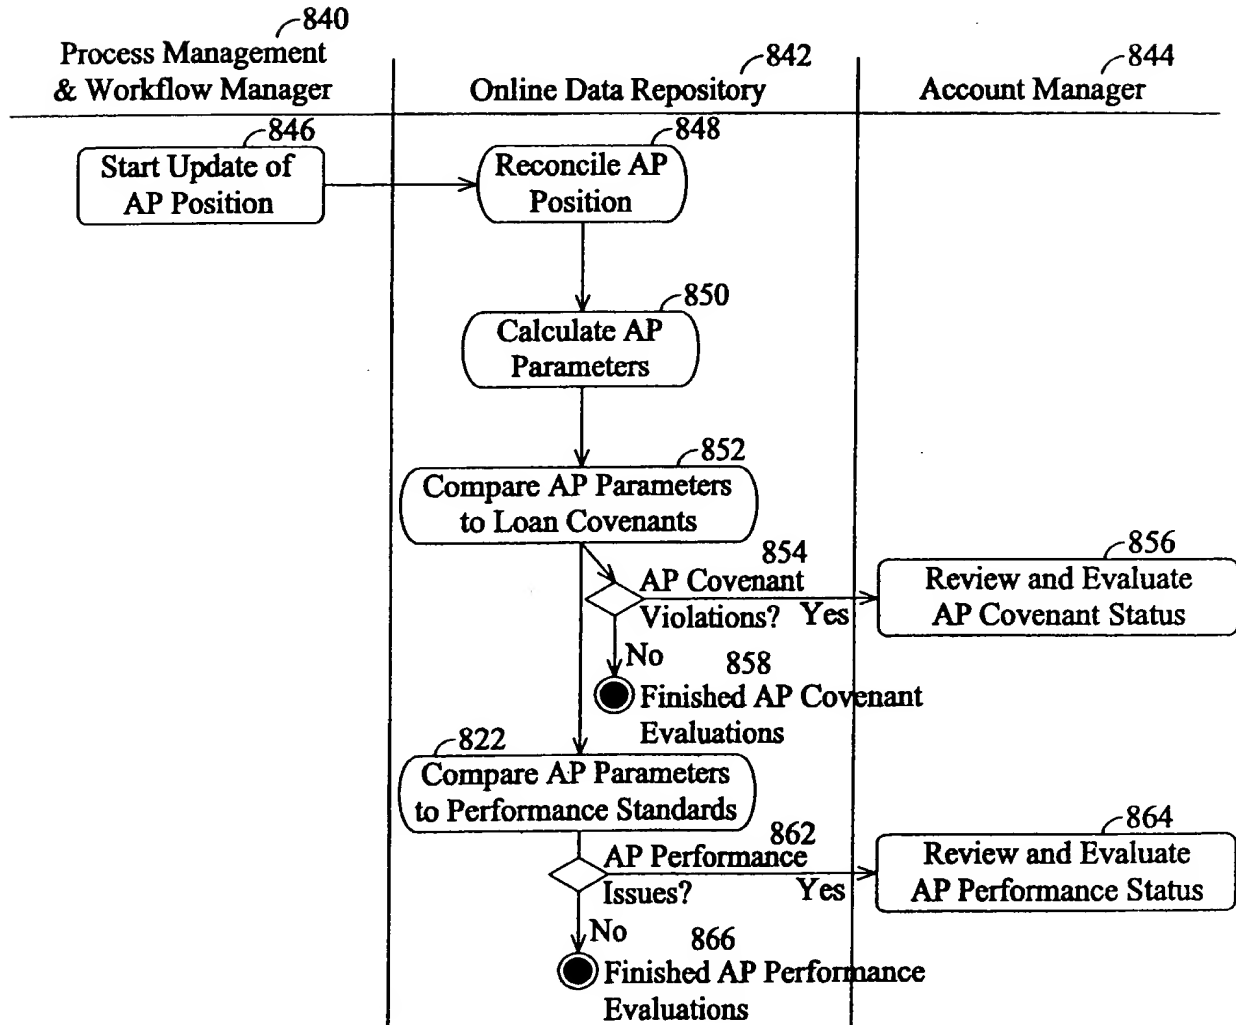 840
Process Management
& Workflow Manager
842
Online Data Repository
844
Account Manager
846
Start Update of
AP Position
848
Reconcile AP
Position
850
Calculate AP
Parameters
852
Compare AP Parameters
to Loan Covenants
854
AP Covenant
Violations? Yes
856
Review and Evaluate
AP Covenant Status
No
858
Finished AP Covenant
Evaluations
822
Compare AP Parameters
to Performance Standards
862
AP Performance
Issues? Yes
864
Review and Evaluate
AP Performance Status
No
866
Finished AP Performance
Evaluations